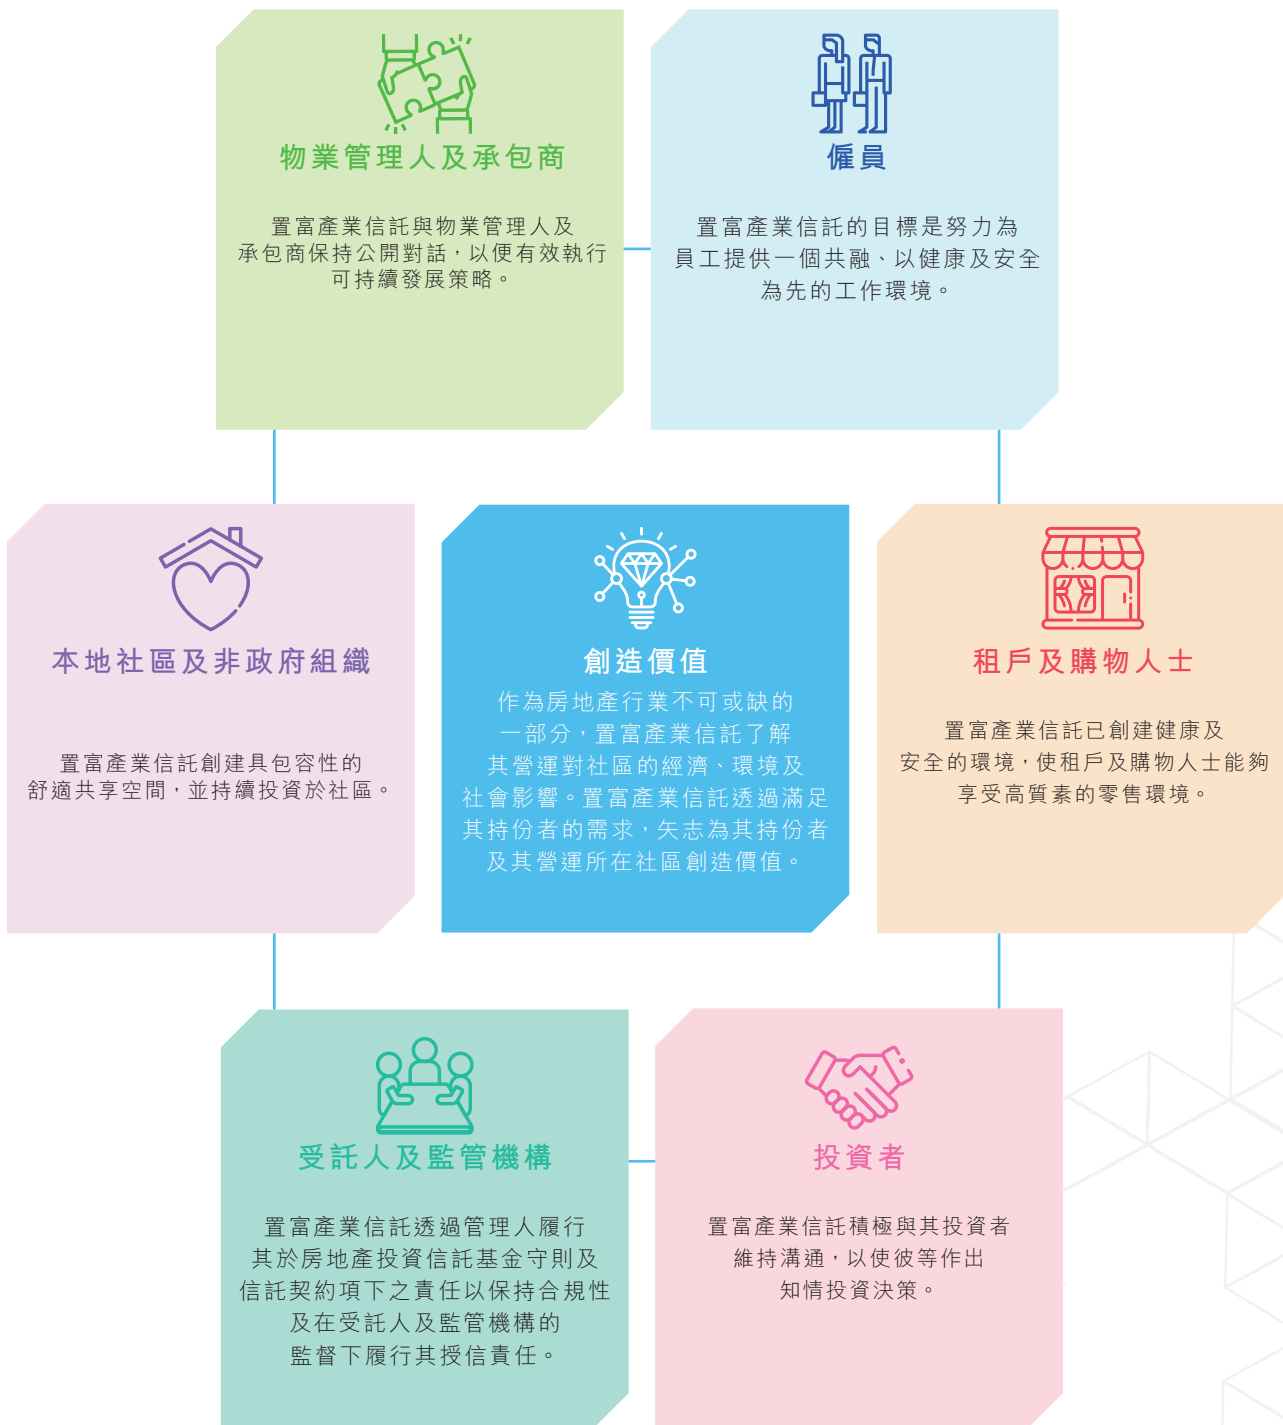 物業管理人及承包商
置富產業信託與物業管理人及
承包商保持公開對話，以便有效執行
可持續發展策略。
僱員
置富產業信託的目標是努力為
員工提供一個共融、以健康及安全
為先的工作環境。
本地社區及非政府組織
置富產業信託創建具包容性的
舒適共享空間，並持續投資於社區。
創造價值
作為房地產行業不可或缺的
一部分，置富產業信託了解
其營運對社區的經濟、環境及
社會影響。置富產業信託透過滿足
其持份者的需求，矢志為其持份者
及其營運所在社區創造價值。
租戶及購物人士
置富產業信託已創建健康及
安全的環境，使租戶及購物人士能夠
享受高質素的零售環境。
受託人及監管機構
置富產業信託透過管理人履行
其於房地產投資信託基金守則及
信託契約項下之責任以保持合規性
及在受託人及監管機構的
監督下履行其授信責任。
投資者
置富產業信託積極與其投資者
維持溝通，以使彼等作出
知情投資決策。